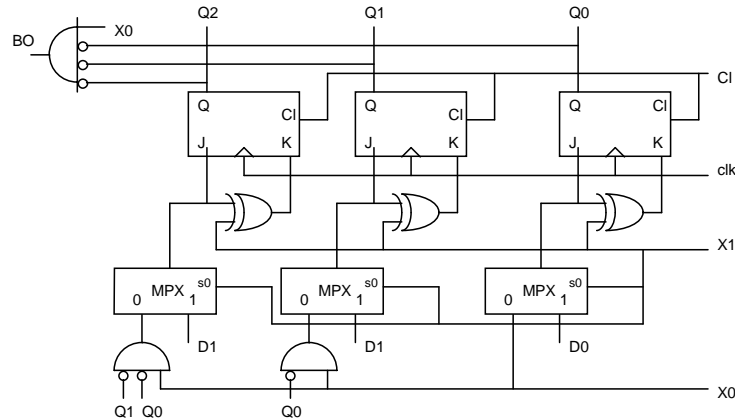 Q2 Q1 Q0
X0
BO
Cl
Q Cl Q Cl Q Cl
J K J K J K
clk
X1
MPX s0 MPX s0 MPX s0
0 1 0 1 0 1
D1 D1 D0
X0
Q1 Q0 Q0